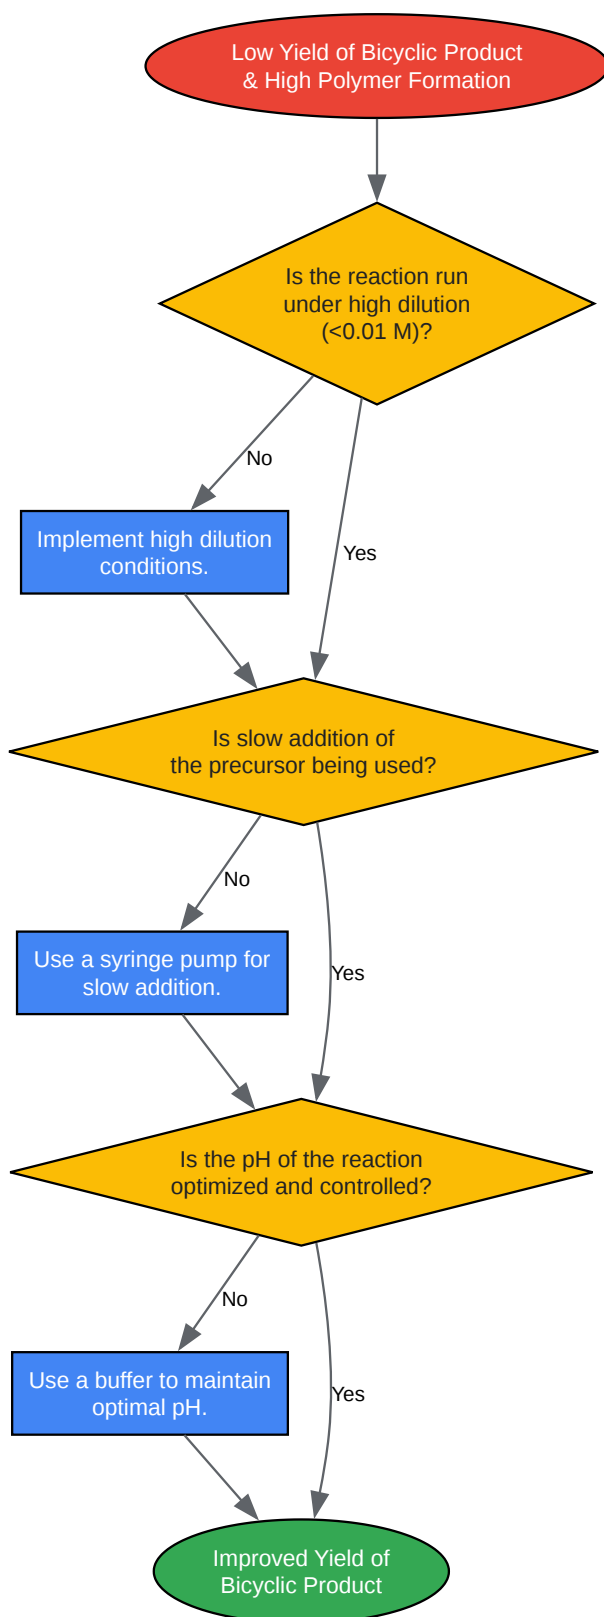 Low Yield of Bicyclic Product
& High Polymer Formation
Is the reaction run
under high dilution
(<0.01 M)?
No
Yes
Implement high dilution
conditions.
Is slow addition of
the precursor being used?
No
Yes
Use a syringe pump for
slow addition.
Is the pH of the reaction
optimized and controlled?
No
Yes
Use a buffer to maintain
optimal pH.
Improved Yield of
Bicyclic Product